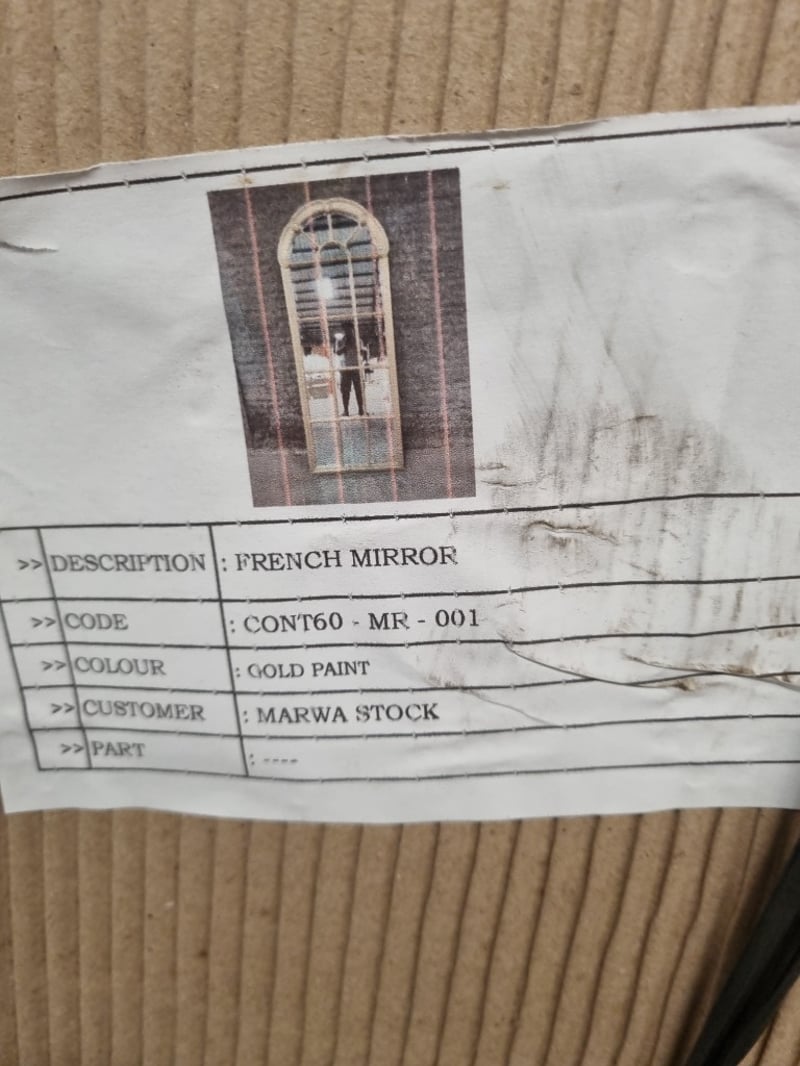 >> DESCRIPTION : FRENCH MIRROR
>> CODE : CONT60 - MR - 001
>> COLOUR : GOLD PAINT
>> CUSTOMER : MARWA STOCK
>> PART : ----